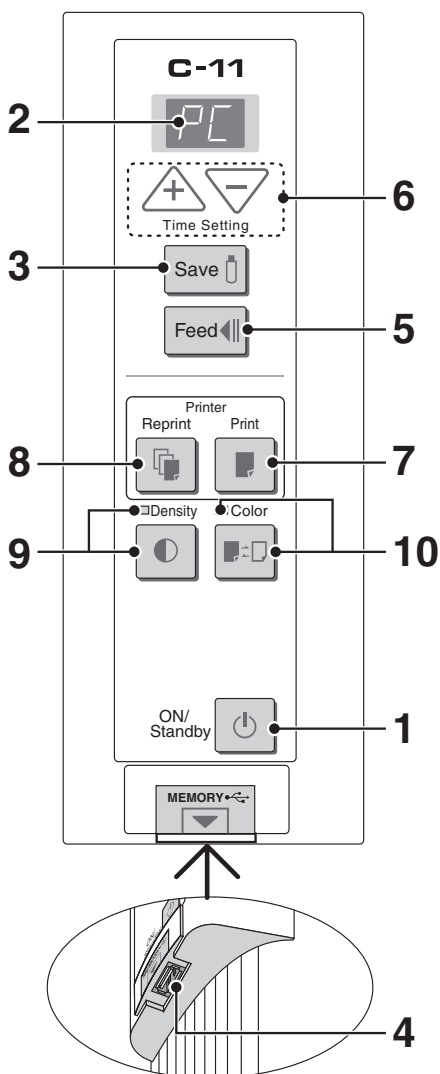 C-11
2
PC
6
Time Setting
3
Save
Feed
5
Printer
Reprint Print
8
7
Density Color
9
10
ON/
Standby
1
MEMORY
4